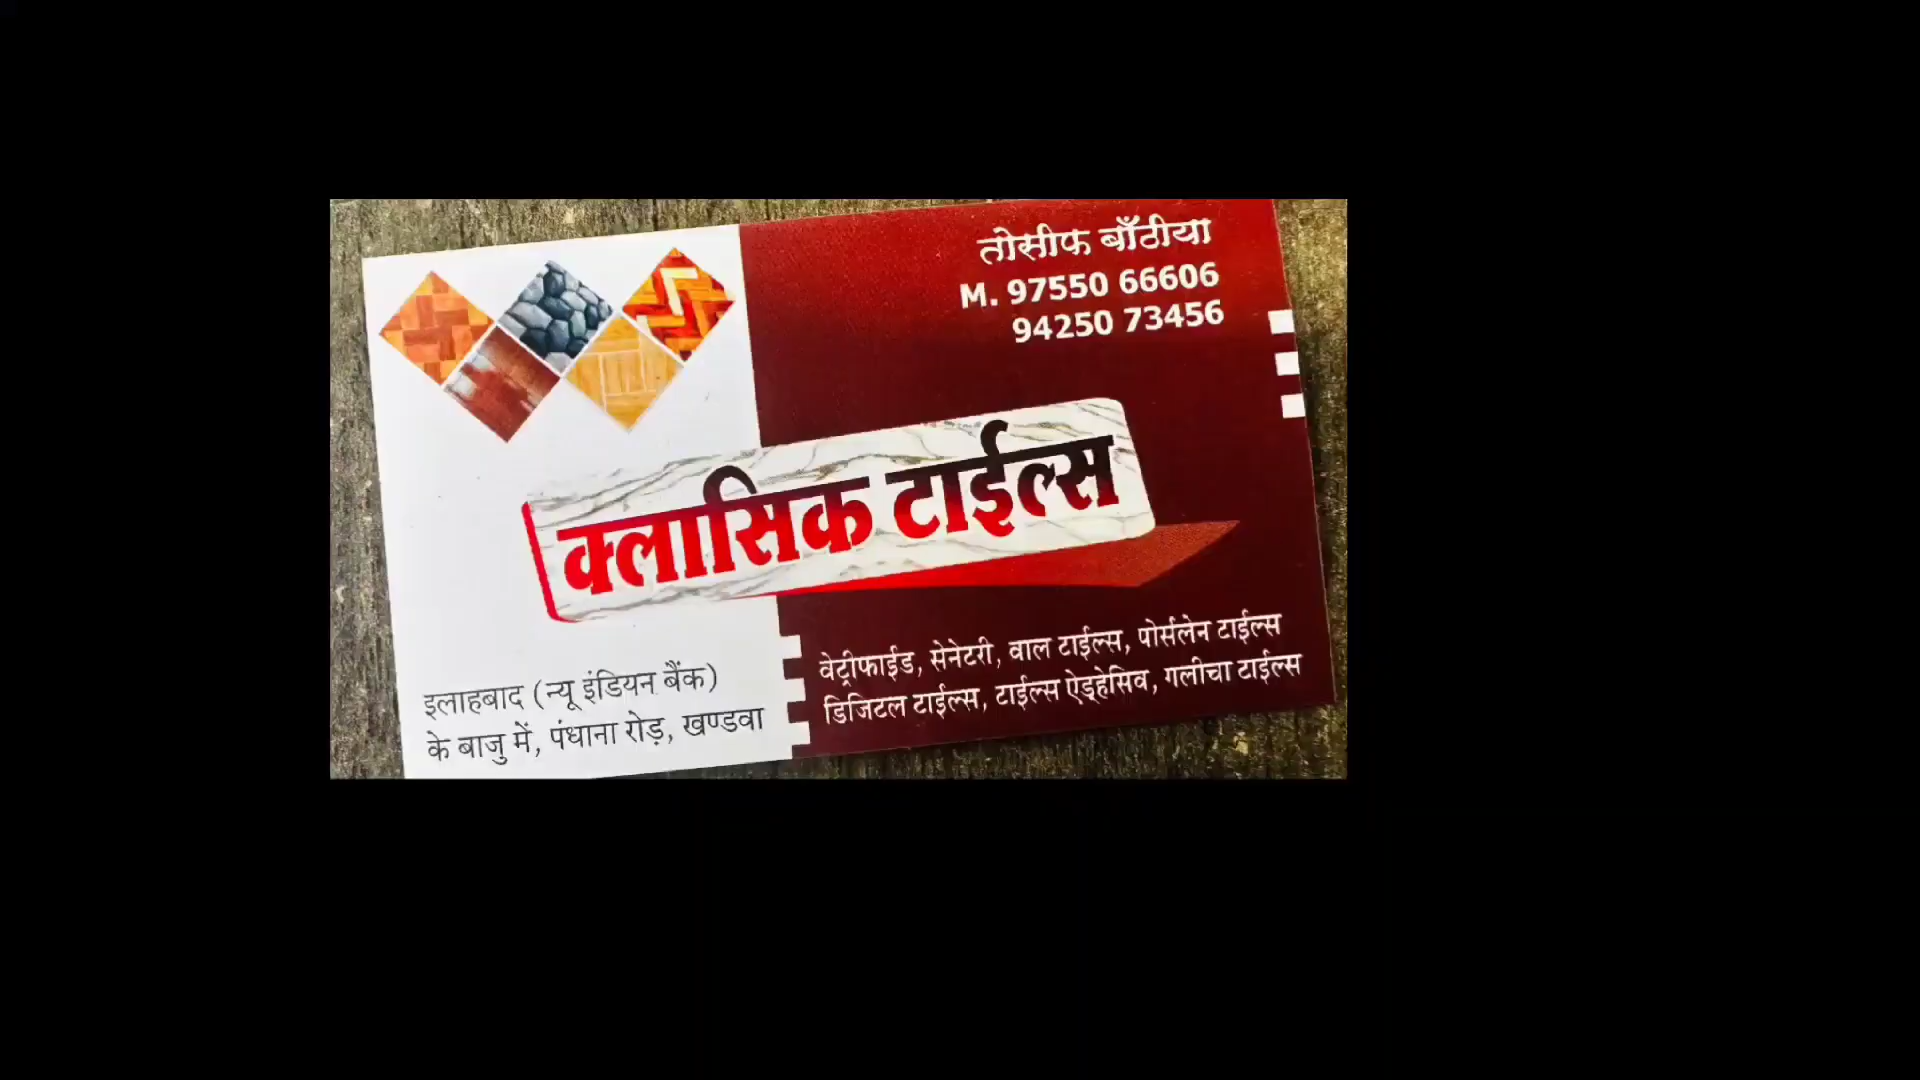 तोसीफ बाँठीया
M. 97550 66606
94250 73456
क्लासिक टाईल्स
वेट्रीफाईड, सेनेटरी, वाल टाईल्स, पोर्सलेन टाईल्स
डिजिटल टाईल्स, टाईल्स ऐड्हेसिव, गलीचा टाईल्स
इलाहबाद (न्यू इंडियन बैंक)
के बाजु में, पंधाना रोड़, खण्डवा